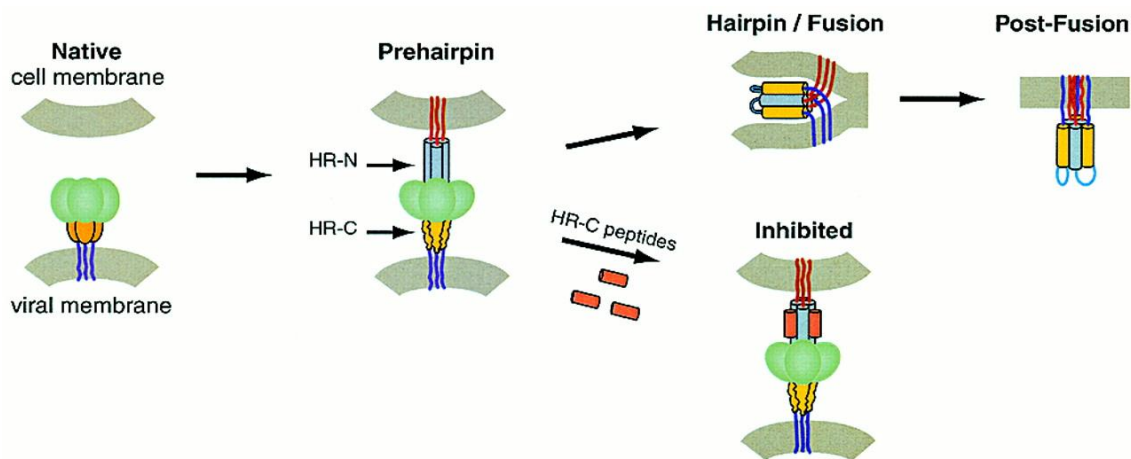 Native
cell membrane
viral membrane
Prehairpin
HR-N
HR-C
Hairpin / Fusion
Post-Fusion
HR-C peptides
Inhibited